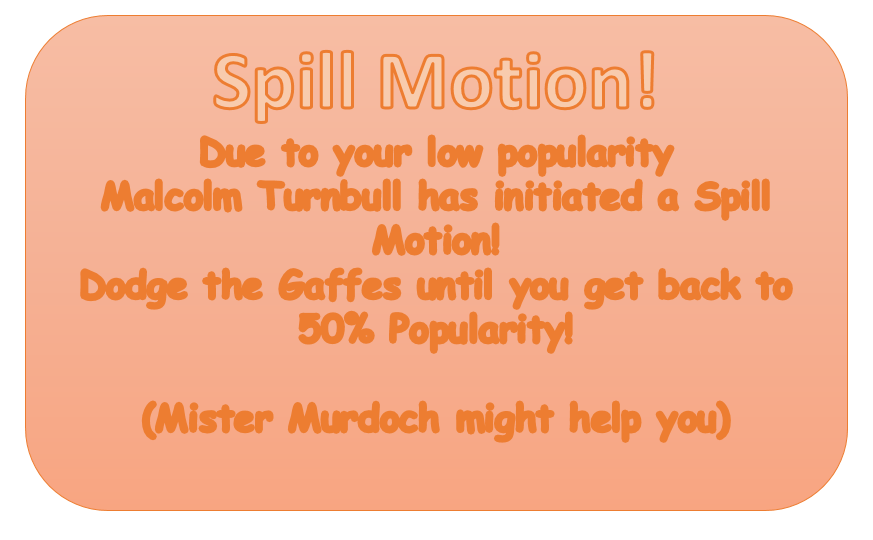 Spill Motion!
Due to your low popularity
Malcolm Turnbull has initiated a Spill
Motion!
Dodge the Gaffes until you get back to
50% Popularity!
(Mister Murdoch might help you)